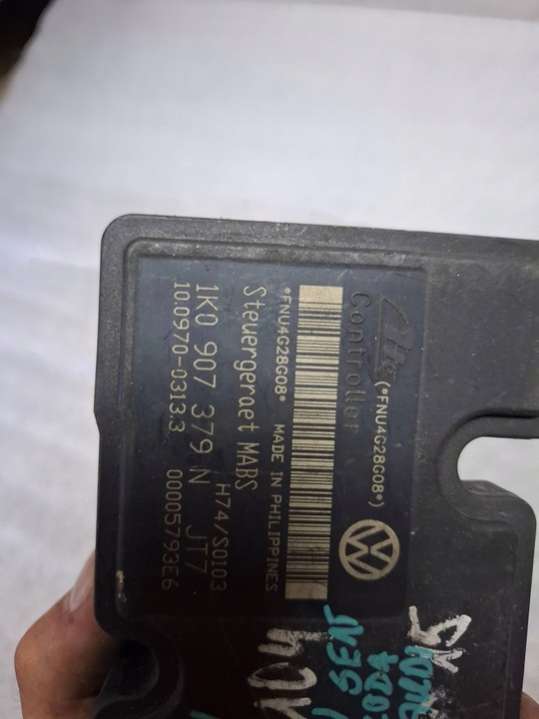 Ate (*FNU4G28G08*)
Controller
*FNU4G28G08* MADE IN PHILIPPINES
Steuergeraet MABS
H74/S0103
1K0 907 379 N JT7
10.0970-0313.3 00005793E6
SEAT